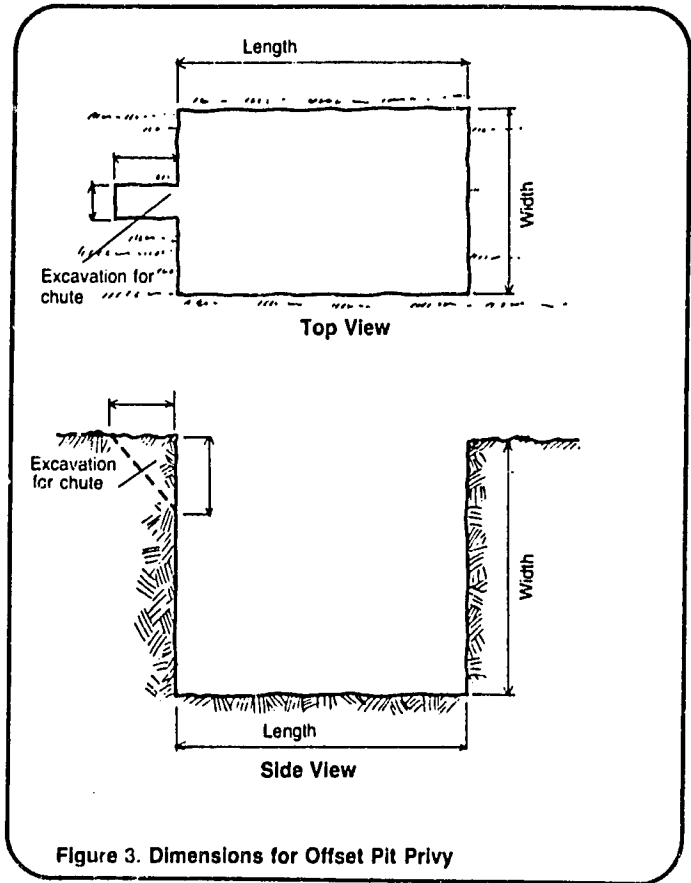 Length
Width
Excavation for
chute
Top View
Excavation
for chute
Width
Length
Side View
Figure 3. Dimensions for Offset Pit Privy